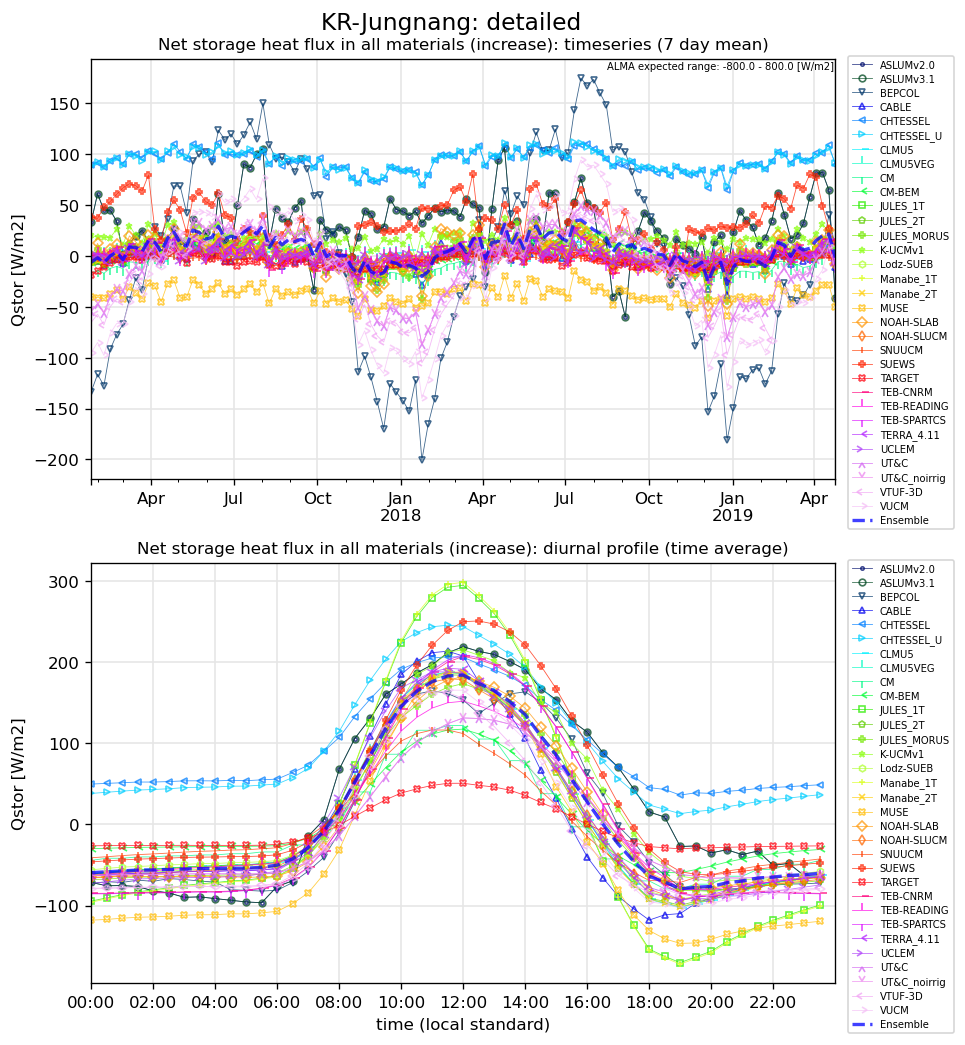 KR-Jungnang: detailed
Net storage heat flux in all materials (increase): timeseries (7 day mean)
ALMA expected range: -800.0 - 800.0 [W/m2]
Qstor [W/m2]
150
100
50
0
−50
−100
−150
−200
Apr Jul Oct Jan Apr Jul Oct Jan Apr
2018 2019
ASLUMv2.0
ASLUMv3.1
BEPCOL
CABLE
CHTESSEL
CHTESSEL_U
CLMU5
CLMU5VEG
CM
CM-BEM
JULES_1T
JULES_2T
JULES_MORUS
K-UCMv1
Lodz-SUEB
Manabe_1T
Manabe_2T
MUSE
NOAH-SLAB
NOAH-SLUCM
SNUUCM
SUEWS
TARGET
TEB-CNRM
TEB-READING
TEB-SPARTCS
TERRA_4.11
UCLEM
UT&C
UT&C_noirrig
VTUF-3D
VUCM
Ensemble
Net storage heat flux in all materials (increase): diurnal profile (time average)
Qstor [W/m2]
300
200
100
0
−100
00:00 02:00 04:00 06:00 08:00 10:00 12:00 14:00 16:00 18:00 20:00 22:00
time (local standard)
ASLUMv2.0
ASLUMv3.1
BEPCOL
CABLE
CHTESSEL
CHTESSEL_U
CLMU5
CLMU5VEG
CM
CM-BEM
JULES_1T
JULES_2T
JULES_MORUS
K-UCMv1
Lodz-SUEB
Manabe_1T
Manabe_2T
MUSE
NOAH-SLAB
NOAH-SLUCM
SNUUCM
SUEWS
TARGET
TEB-CNRM
TEB-READING
TEB-SPARTCS
TERRA_4.11
UCLEM
UT&C
UT&C_noirrig
VTUF-3D
VUCM
Ensemble